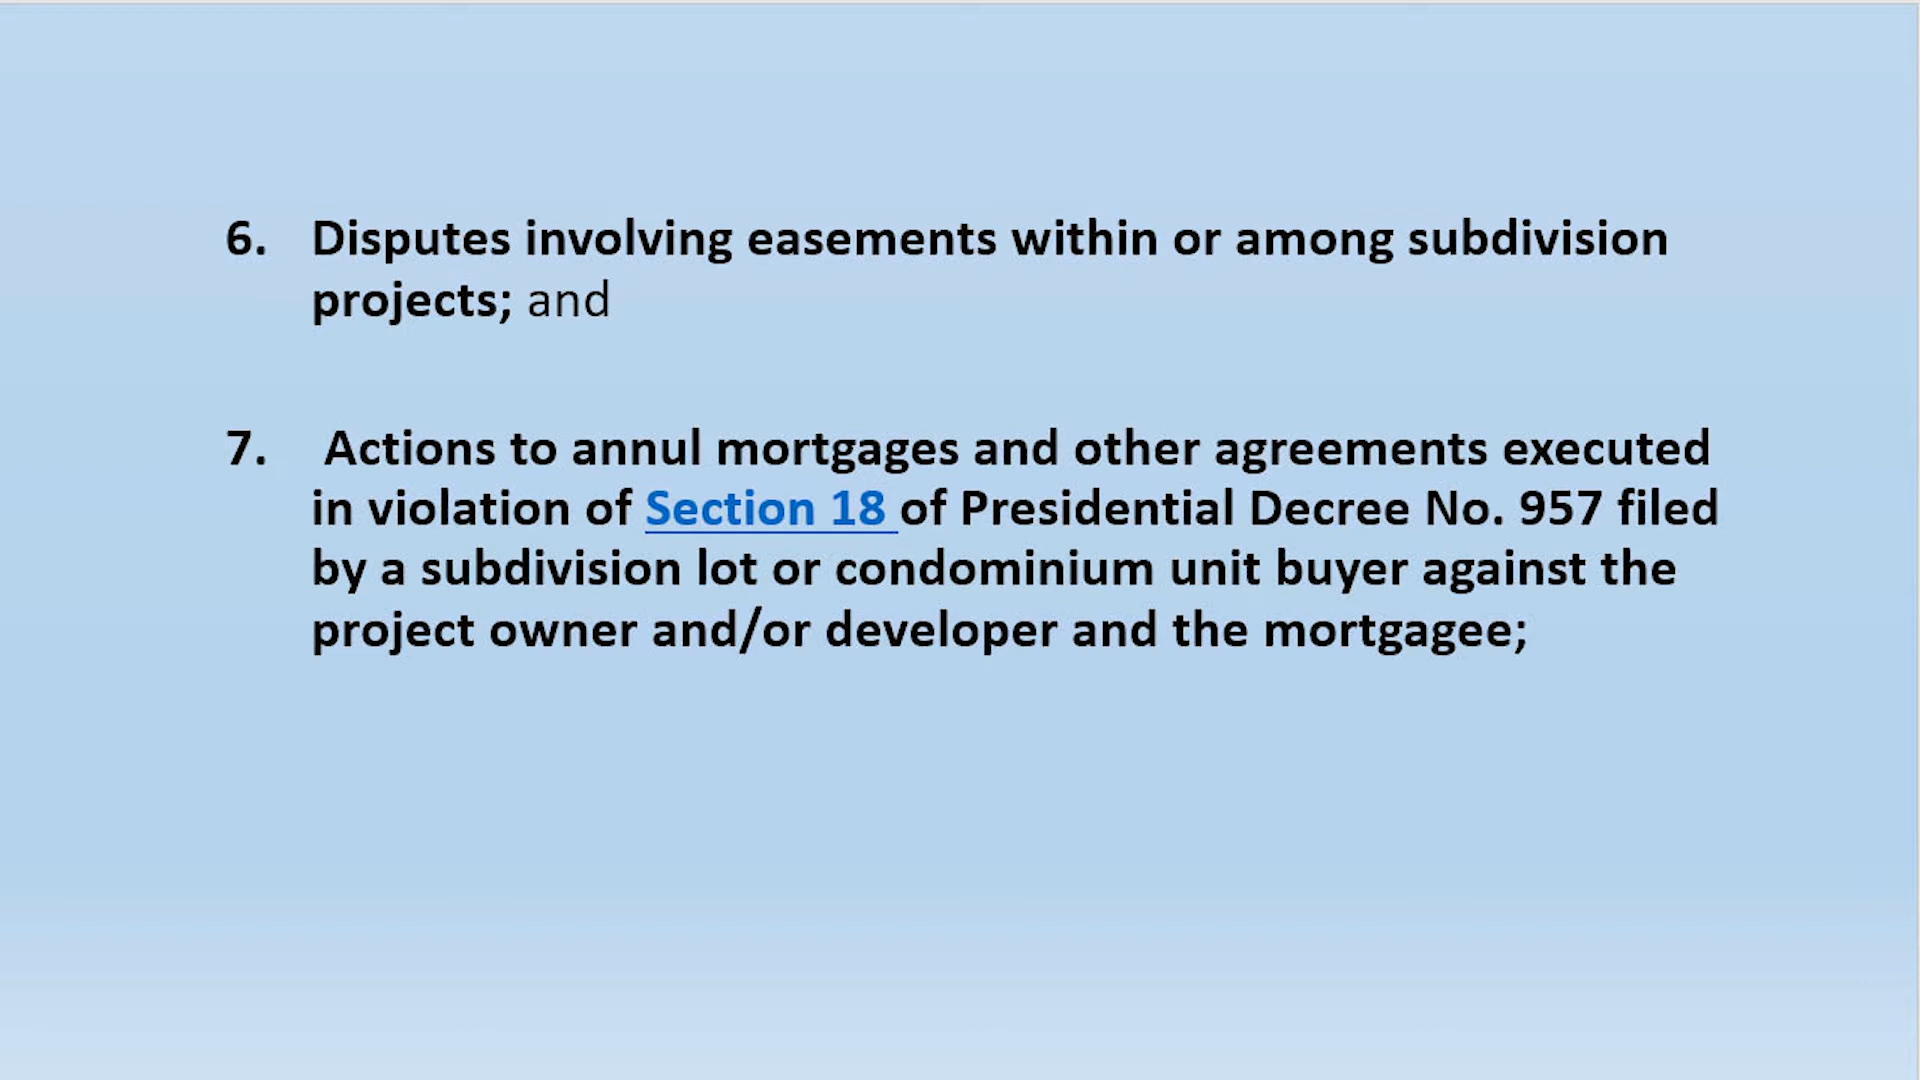 6. Disputes involving easements within or among subdivision
projects; and
7. Actions to annul mortgages and other agreements executed
in violation of Section 18 of Presidential Decree No. 957 filed
by a subdivision lot or condominium unit buyer against the
project owner and/or developer and the mortgagee;